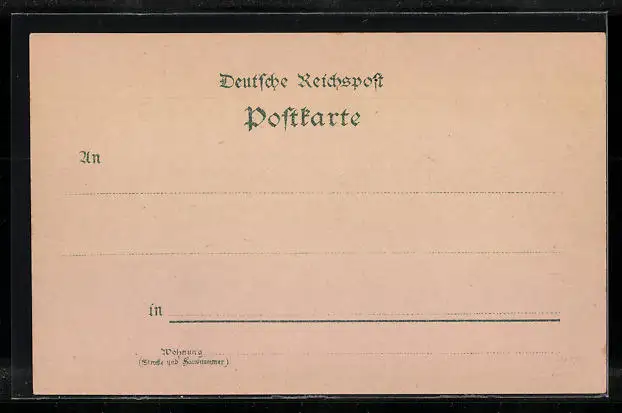 Deutsche Reichspost
Postkarte
An
in
Wohnung
(Straße und Hausnummer)